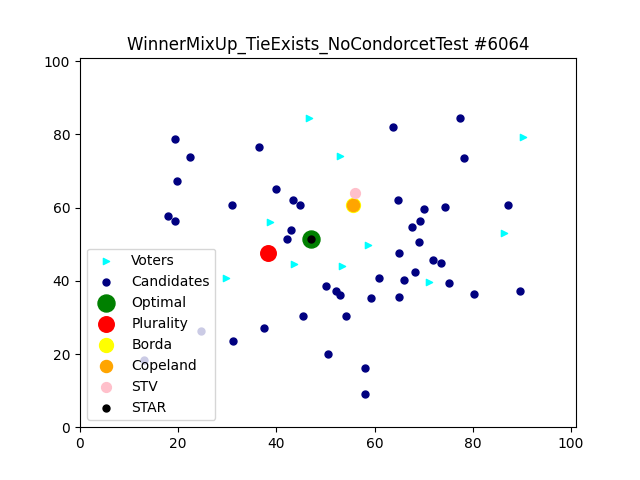 WinnerMixUp_TieExists_NoCondorcetTest #6064
100
80
60
40
20
0
Voters
Candidates
Optimal
Plurality
Borda
Copeland
STV
STAR
0 20 40 60 80 100